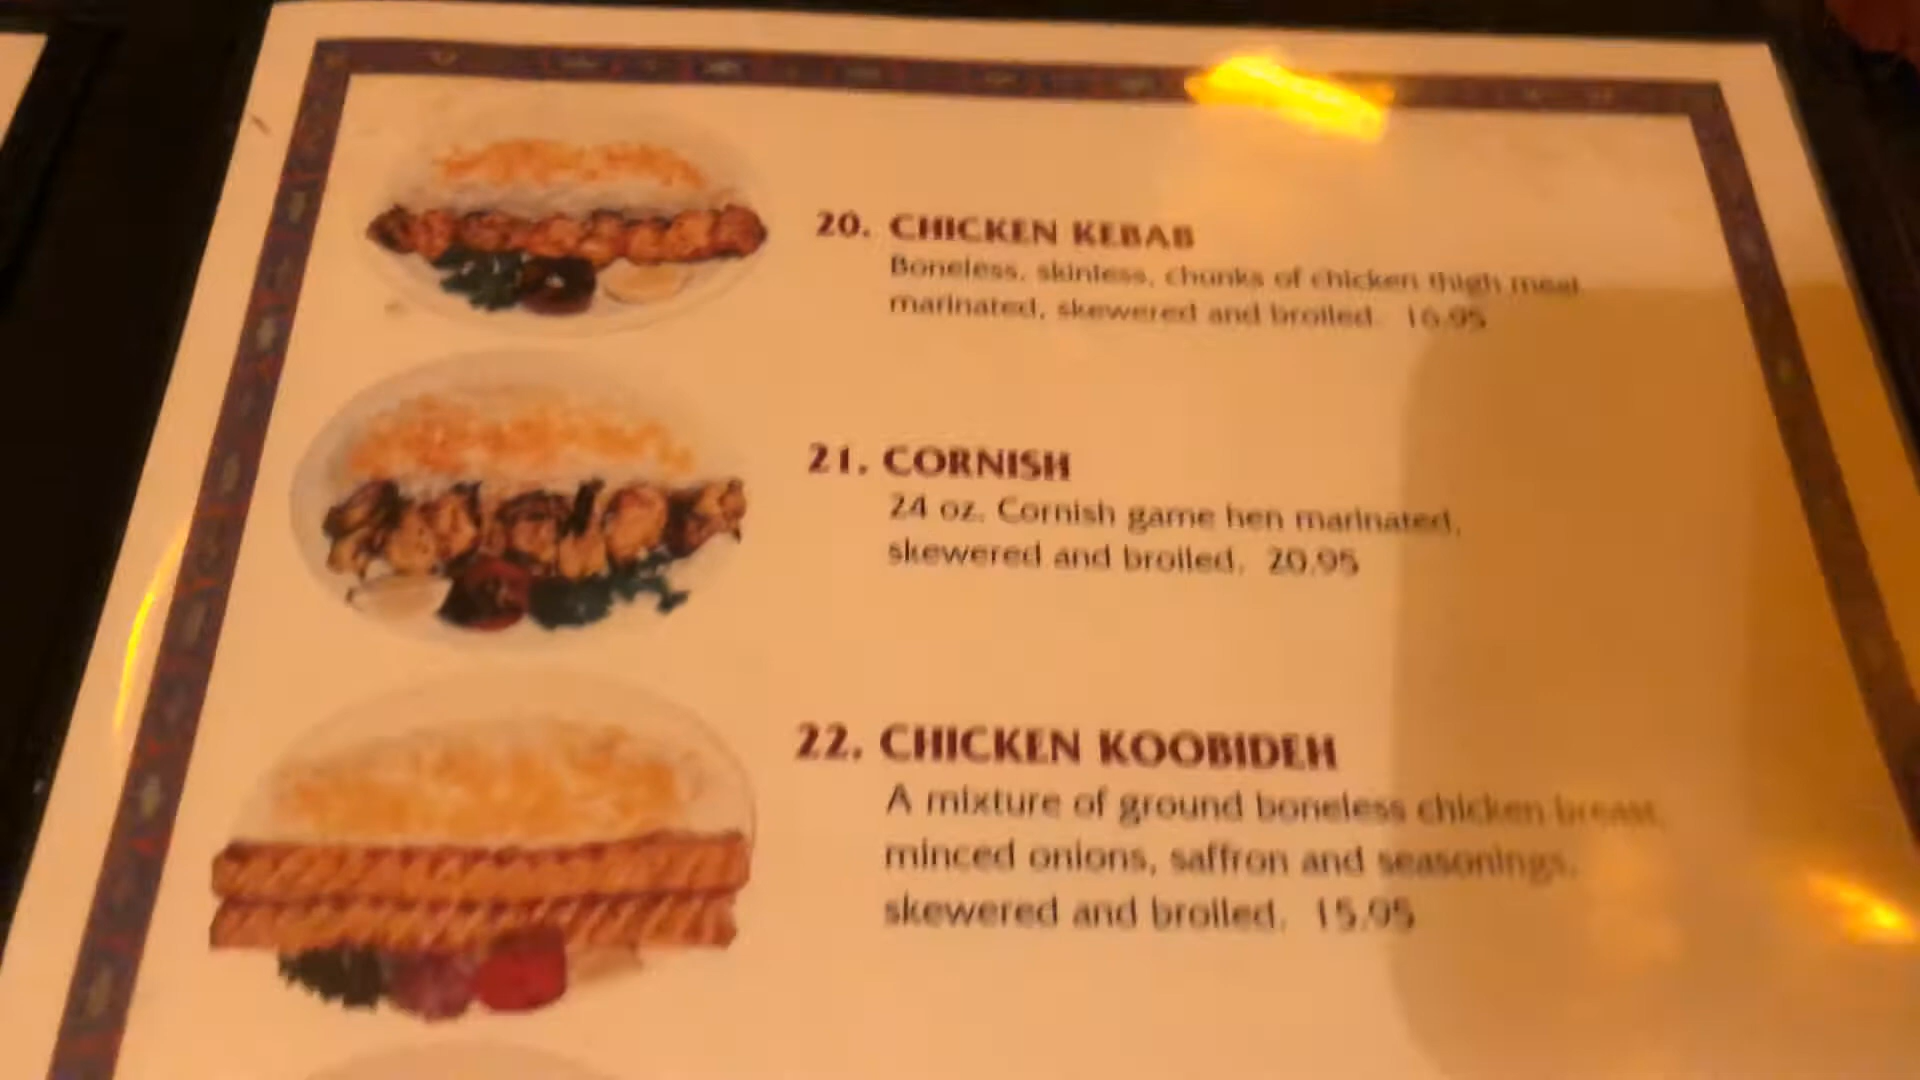 20. CHICKEN KEBAB
Boneless, skinless, chunks of chicken thigh meat
marinated, skewered and broiled. 16.95
21. CORNISH
24 oz. Cornish game hen marinated,
skewered and broiled. 20.95
22. CHICKEN KOOBIDEH
A mixture of ground boneless chicken breast,
minced onions, saffron and seasonings,
skewered and broiled. 15.95